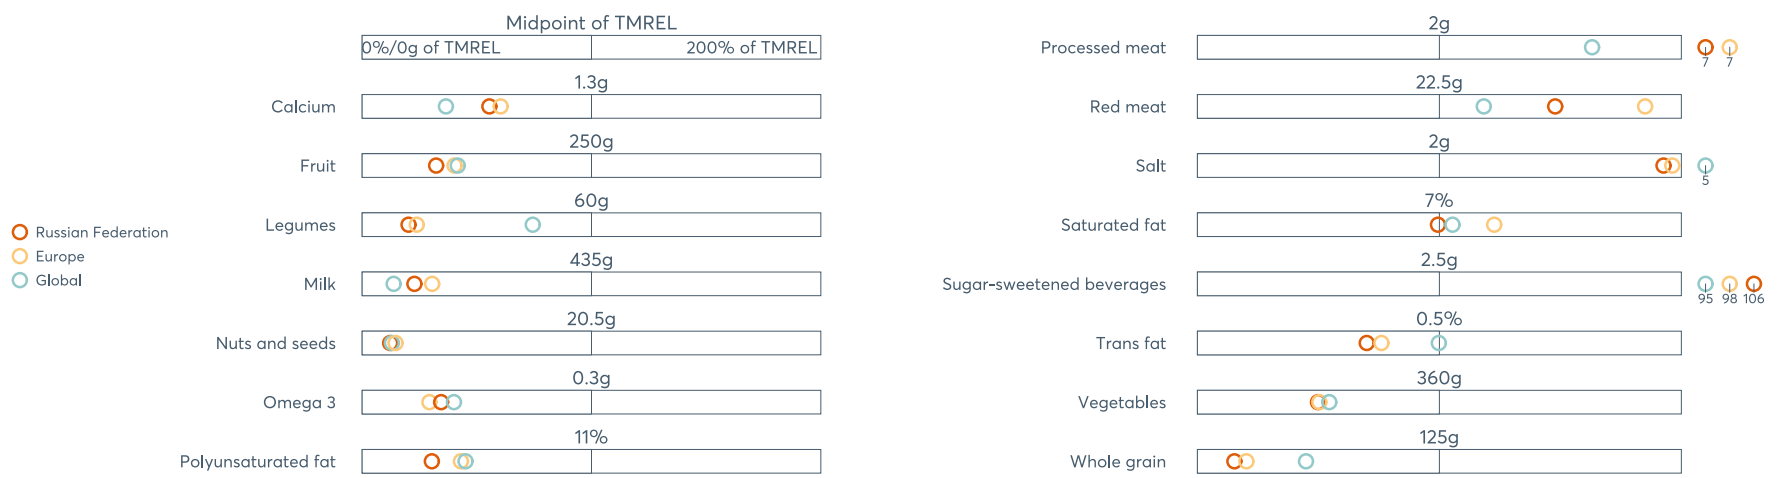 Midpoint of TMREL
0%/0g of TMREL 200% of TMREL
1.3g
Calcium
250g
Fruit
60g
Legumes
435g
Milk
20.5g
Nuts and seeds
0.3g
Omega 3
11%
Polyunsaturated fat
Russian Federation
Europe
Global
2g
Processed meat
7 7
22.5g
Red meat
2g
Salt
5
7%
Saturated fat
2.5g
Sugar-sweetened beverages
95 98 106
0.5%
Trans fat
360g
Vegetables
125g
Whole grain